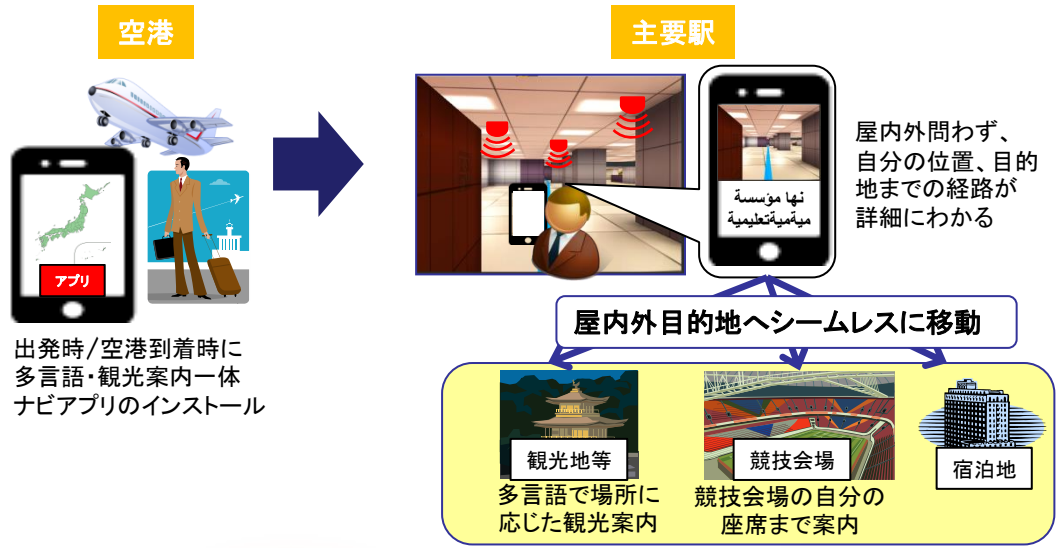 空港
アプリ
出発時/空港到着時に
多言語・観光案内一体
ナビアプリのインストール
主要駅
نها مؤسسة
ميةميةتعليمية
屋内外問わず、
自分の位置、目的
地までの経路が
詳細にわかる
屋内外目的地へシームレスに移動
観光地等
多言語で場所に
応じた観光案内
競技会場
競技会場の自分の
座席まで案内
宿泊地